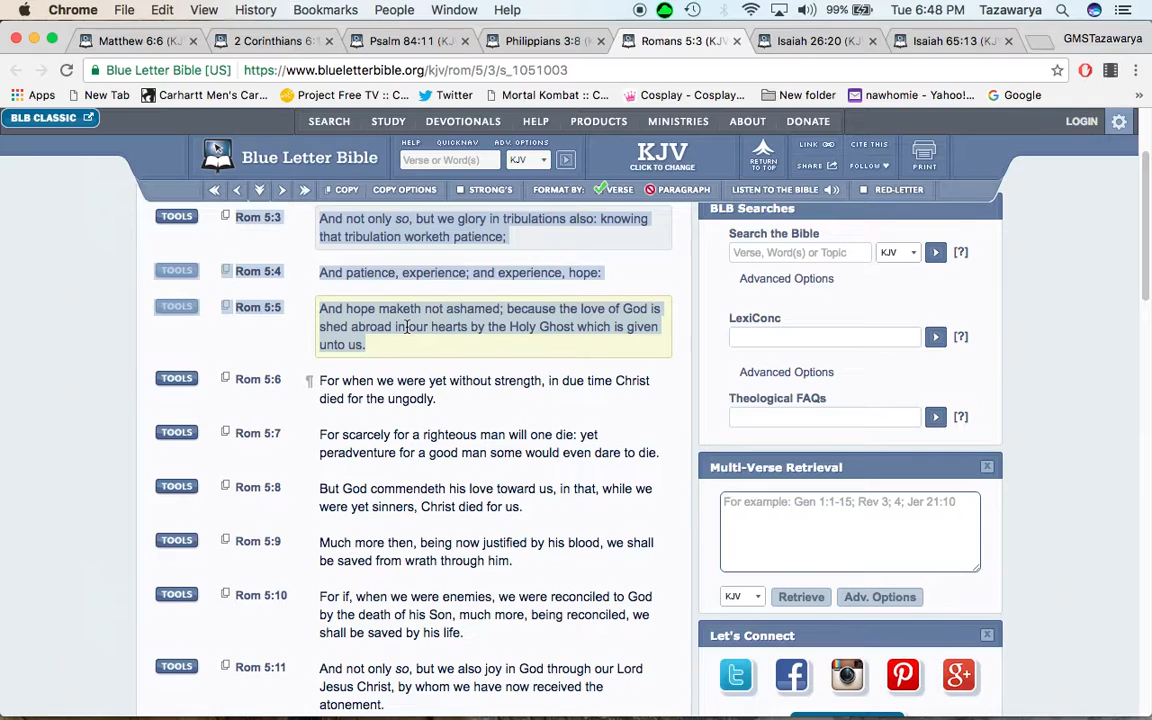 Chrome File Edit View History Bookmarks People Window Help 99% Tue 6:48 PM Tazawarya
Matthew 6:6 (KJ 2 Corinthians 6: Psalm 84:11 (KJ Philippians 3:8 ( Romans 5:3 (KJV Isaiah 26:20 (KJ Isaiah 65:13 (KJ GMSTazawarya
Blue Letter Bible [US] https://www.blueletterbible.org/kjv/rom/5/3/s_1051003
Apps New Tab Carhartt Men's Car... Project Free TV :: C... Twitter Mortal Kombat :: C... Cosplay - Cosplay... New folder nawhomie - Yahoo!... Google
BLB CLASSIC SEARCH STUDY DEVOTIONALS HELP PRODUCTS MINISTRIES ABOUT DONATE LOGIN
HELP QUICKNAV ADV. OPTIONS
Blue Letter Bible Verse or Word(s) KJV KJV CLICK TO CHANGE RETURN TO TOP LINK CITE THIS SHARE FOLLOW PRINT
COPY COPY OPTIONS STRONG'S FORMAT BY: VERSE PARAGRAPH LISTEN TO THE BIBLE RED-LETTER
TOOLS Rom 5:3 And not only so, but we glory in tribulations also: knowing
that tribulation worketh patience;
TOOLS Rom 5:4 And patience, experience; and experience, hope:
TOOLS Rom 5:5 And hope maketh not ashamed; because the love of God is
shed abroad in our hearts by the Holy Ghost which is given
unto us.
TOOLS Rom 5:6 ¶ For when we were yet without strength, in due time Christ
died for the ungodly.
TOOLS Rom 5:7 For scarcely for a righteous man will one die: yet
peradventure for a good man some would even dare to die.
TOOLS Rom 5:8 But God commendeth his love toward us, in that, while we
were yet sinners, Christ died for us.
TOOLS Rom 5:9 Much more then, being now justified by his blood, we shall
be saved from wrath through him.
TOOLS Rom 5:10 For if, when we were enemies, we were reconciled to God
by the death of his Son, much more, being reconciled, we
shall be saved by his life.
TOOLS Rom 5:11 And not only so, but we also joy in God through our Lord
Jesus Christ, by whom we have now received the
atonement.
BLB Searches
Search the Bible
Verse, Word(s) or Topic KJV [?]
Advanced Options
LexiConc
[?]
Advanced Options
Theological FAQs
[?]
Multi-Verse Retrieval x
For example: Gen 1:1-15; Rev 3; 4; Jer 21:10
KJV Retrieve Adv. Options
Let's Connect x